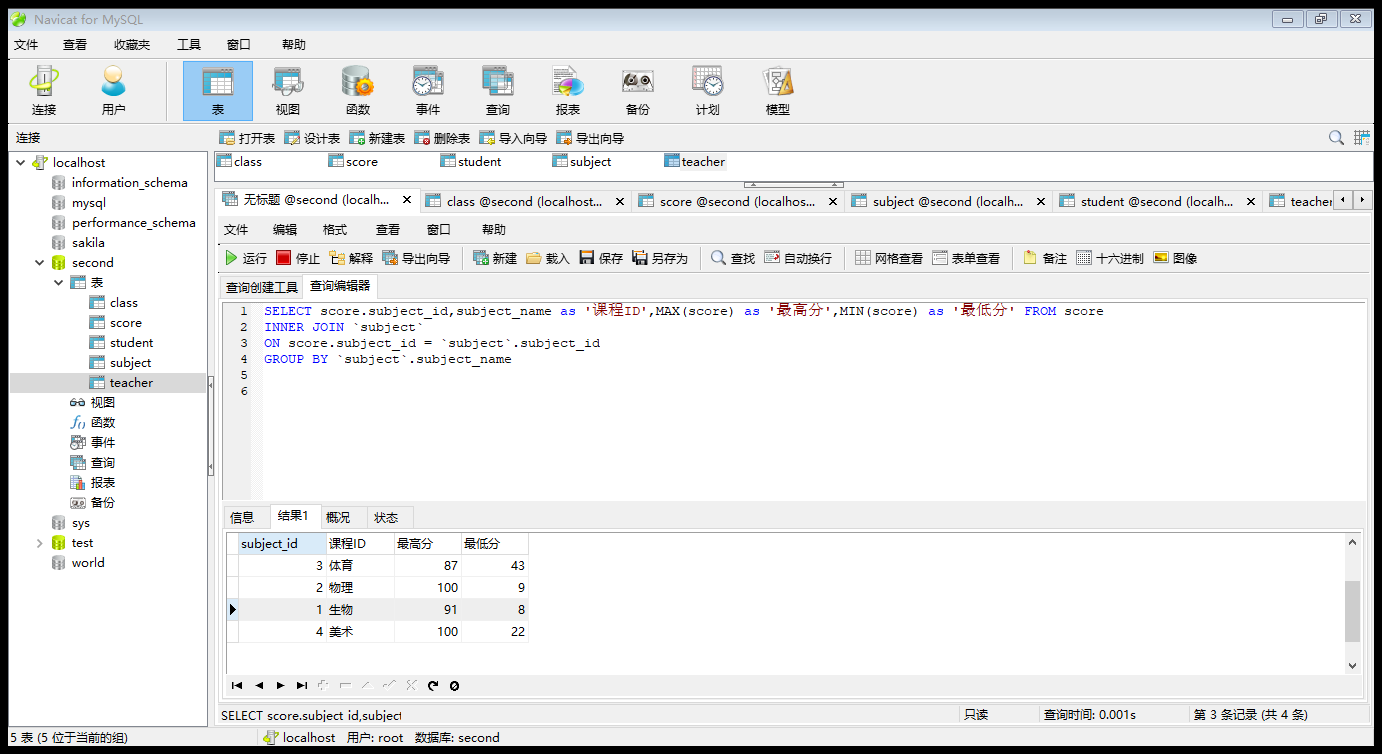 Navicat for MySQL
文件 查看 收藏夹 工具 窗口 帮助
连接 用户 表 视图 函数 事件 查询 报表 备份 计划 模型
连接
打开表 设计表 新建表 删除表 导入向导 导出向导
class score student subject teacher
localhost
information_schema
mysql
performance_schema
sakila
second
表
class
score
student
subject
teacher
视图
函数
事件
查询
报表
备份
sys
test
world
无标题 @second (localh... class @second (localhost... score @second (localhos... subject @second (localh... student @second (localh... teacher
文件 编辑 格式 查看 窗口 帮助
运行 停止 解释 导出向导 新建 载入 保存 另存为 查找 自动换行 网格查看 表单查看 备注 十六进制 图像
查询创建工具 查询编辑器
1 SELECT score.subject_id,subject_name as '课程ID',MAX(score) as '最高分',MIN(score) as '最低分' FROM score
2 INNER JOIN `subject`
3 ON score.subject_id = `subject`.subject_id
4 GROUP BY `subject`.subject_name
5
6
信息 结果1 概况 状态
subject_id 课程ID 最高分 最低分
3 体育 87 43
2 物理 100 9
1 生物 91 8
4 美术 100 22
SELECT score.subject id,subject 只读 查询时间: 0.001s 第 3 条记录 (共 4 条)
5 表 (5 位于当前的组) localhost 用户: root 数据库: second